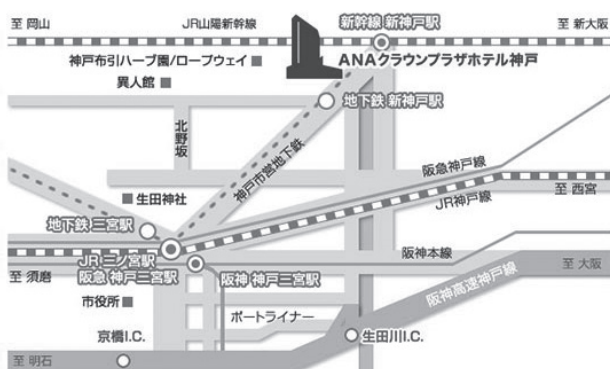 至 岡山
JR山陽新幹線
新幹線 新神戸駅
至 新大阪
神戸布引ハーブ園/ロープウェイ
ANAクラウンプラザホテル神戸
異人館
地下鉄 新神戸駅
北野坂
神戸市営地下鉄
阪急神戸線
生田神社
JR神戸線
至 西宮
地下鉄 三宮駅
JR 三ノ宮駅
阪神本線
至 須磨
阪急 神戸三宮駅
阪神 神戸三宮駅
至 大阪
市役所
阪神高速神戸線
ポートライナー
京橋I.C.
生田川I.C.
至 明石